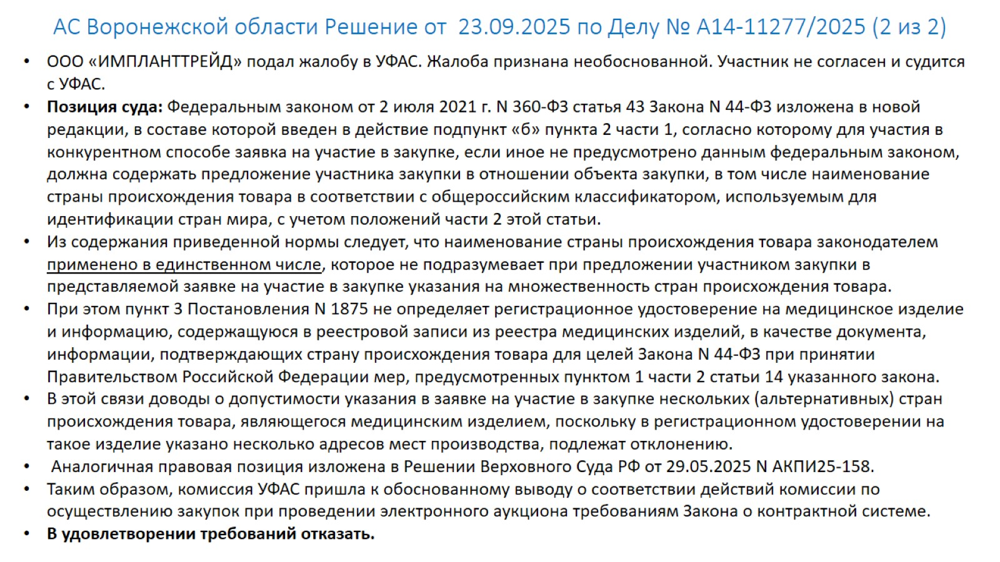 АС Воронежской области Решение от  23.09.2025 по Делу № А14-11277/2025 (2 из 2)
• ООО «ИМПЛАНТТРЕЙД» подал жалобу в УФАС. Жалоба признана необоснованной. Участник не согласен и судится
с УФАС.
• Позиция суда: Федеральным законом от 2 июля 2021 г. N 360-ФЗ статья 43 Закона N 44-ФЗ изложена в новой
редакции, в составе которой введен в действие подпункт «б» пункта 2 части 1, согласно которому для участия в
конкурентном способе заявка на участие в закупке, если иное не предусмотрено данным федеральным законом,
должна содержать предложение участника закупки в отношении объекта закупки, в том числе наименование
страны происхождения товара в соответствии с общероссийским классификатором, используемым для
идентификации стран мира, с учетом положений части 2 этой статьи.
• Из содержания приведенной нормы следует, что наименование страны происхождения товара законодателем
применено в единственном числе, которое не подразумевает при предложении участником закупки в
представляемой заявке на участие в закупке указания на множественность стран происхождения товара.
• При этом пункт 3 Постановления N 1875 не определяет регистрационное удостоверение на медицинское изделие
и информацию, содержащуюся в реестровой записи из реестра медицинских изделий, в качестве документа,
информации, подтверждающих страну происхождения товара для целей Закона N 44-ФЗ при принятии
Правительством Российской Федерации мер, предусмотренных пунктом 1 части 2 статьи 14 указанного закона.
• В этой связи доводы о допустимости указания в заявке на участие в закупке нескольких (альтернативных) стран
происхождения товара, являющегося медицинским изделием, поскольку в регистрационном удостоверении на
такое изделие указано несколько адресов мест производства, подлежат отклонению.
• Аналогичная правовая позиция изложена в Решении Верховного Суда РФ от 29.05.2025 N АКПИ25-158.
• Таким образом, комиссия УФАС пришла к обоснованному выводу о соответствии действий комиссии по
осуществлению закупок при проведении электронного аукциона требованиям Закона о контрактной системе.
• В удовлетворении требований отказать.